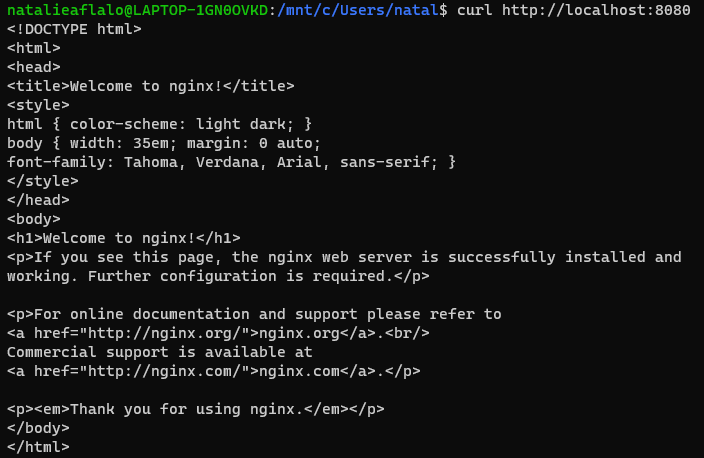 natalieaflalo@LAPTOP-1GN0OVKD:/mnt/c/Users/natal$ curl http://localhost:8080
<!DOCTYPE html>
<html>
<head>
<title>Welcome to nginx!</title>
<style>
html { color-scheme: light dark; }
body { width: 35em; margin: 0 auto;
font-family: Tahoma, Verdana, Arial, sans-serif; }
</style>
</head>
<body>
<h1>Welcome to nginx!</h1>
<p>If you see this page, the nginx web server is successfully installed and
working. Further configuration is required.</p>

<p>For online documentation and support please refer to
<a href="http://nginx.org/">nginx.org</a>.<br/>
Commercial support is available at
<a href="http://nginx.com/">nginx.com</a>.</p>

<p><em>Thank you for using nginx.</em></p>
</body>
</html>